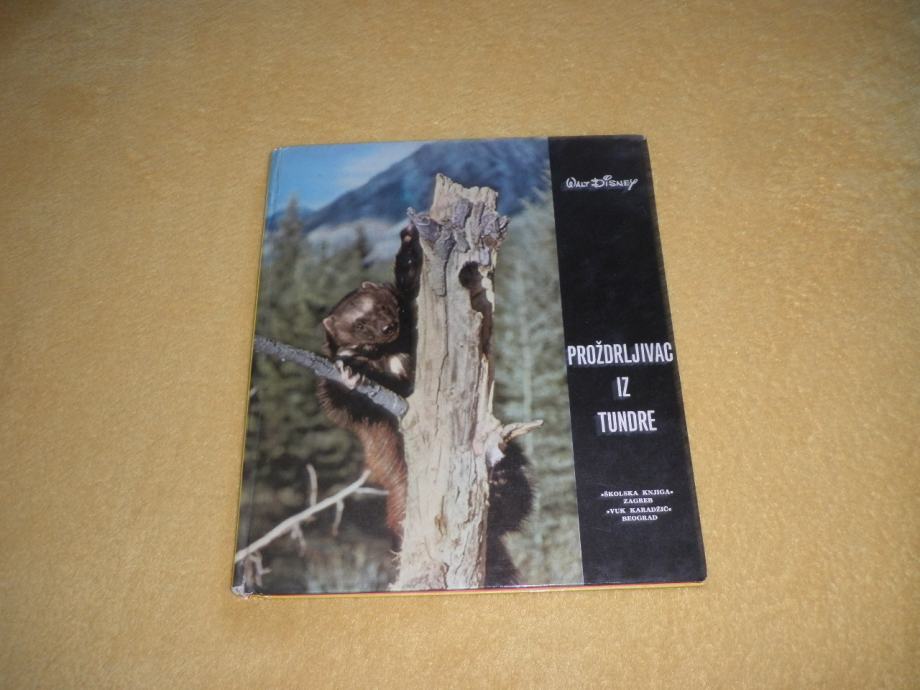 WALT DISNEY
PROŽDRLJIVAC
IZ
TUNDRE
»ŠKOLSKA KNJIGA«
ZAGREB
»VUK KARADŽIĆ«
BEOGRAD